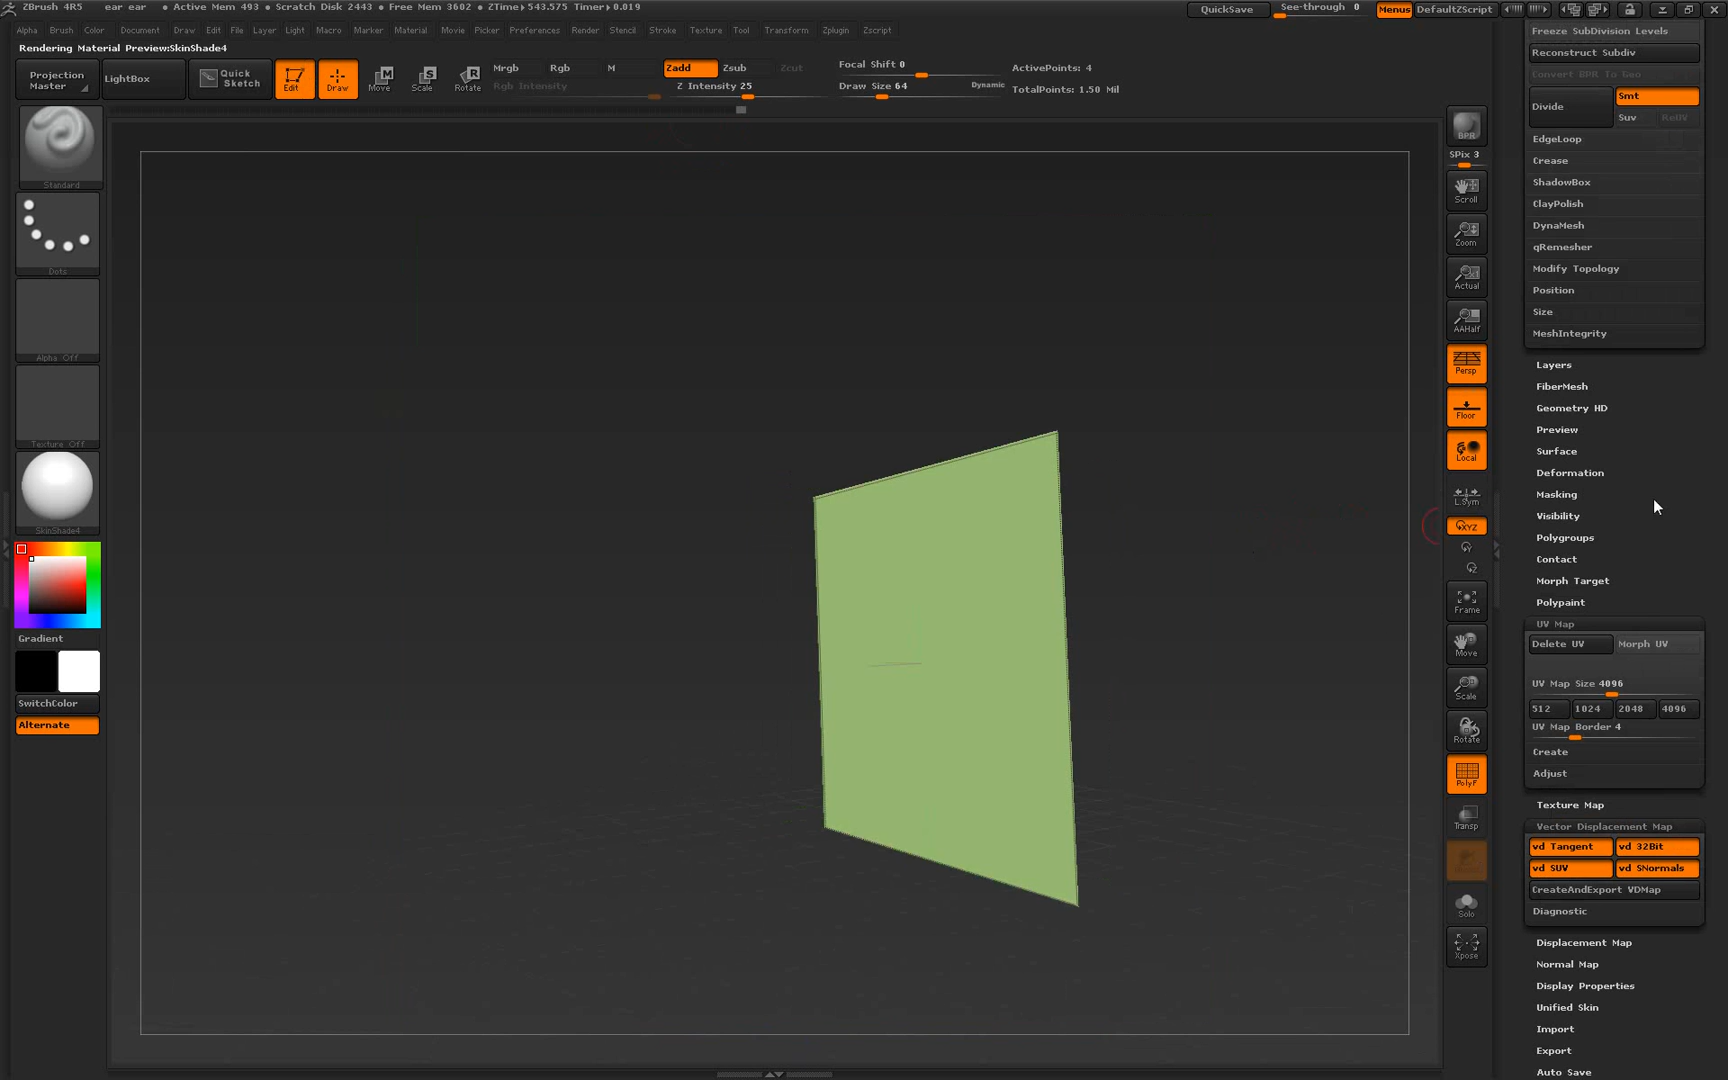 ZBrush 4R5 ear ear • Active Mem 493 • Scratch Disk 2443 • Free Mem 3602 • ZTime▸543.575 Timer▸0.019 QuickSave See-through 0 Menus DefaultZScript
Alpha Brush Color Document Draw Edit File Layer Light Macro Marker Material Movie Picker Preferences Render Stencil Stroke Texture Tool Transform Zplugin Zscript
Rendering Material Preview:SkinShade4
Projection Master
LightBox
Quick Sketch
Edit
Draw
Move
Scale
Rotate
Mrgb Rgb M
Rgb Intensity
Zadd Zsub Zcut
Z Intensity 25
Focal Shift 0
Draw Size 64 Dynamic
ActivePoints: 4
TotalPoints: 1.50 Mil
Standard
Dots
Alpha Off
Texture Off
SkinShade4
Gradient
SwitchColor
Alternate
BPR
SPix 3
Scroll
Zoom
Actual
AAHalf
Persp
Floor
Local
L.Sym
XYZ
Frame
Move
Scale
Rotate
PolyF
Transp
Solo
Xpose
Freeze SubDivision Levels
Reconstruct Subdiv
Convert BPR To Geo
Divide Smt
Suv ReUV
EdgeLoop
Crease
ShadowBox
ClayPolish
DynaMesh
qRemesher
Modify Topology
Position
Size
MeshIntegrity
Layers
FiberMesh
Geometry HD
Preview
Surface
Deformation
Masking
Visibility
Polygroups
Contact
Morph Target
Polypaint
UV Map
Delete UV Morph UV
UV Map Size 4096
512 1024 2048 4096
UV Map Border 4
Create
Adjust
Texture Map
Vector Displacement Map
vd Tangent vd 32Bit
vd SUV vd SNormals
CreateAndExport VDMap
Diagnostic
Displacement Map
Normal Map
Display Properties
Unified Skin
Import
Export
Auto Save